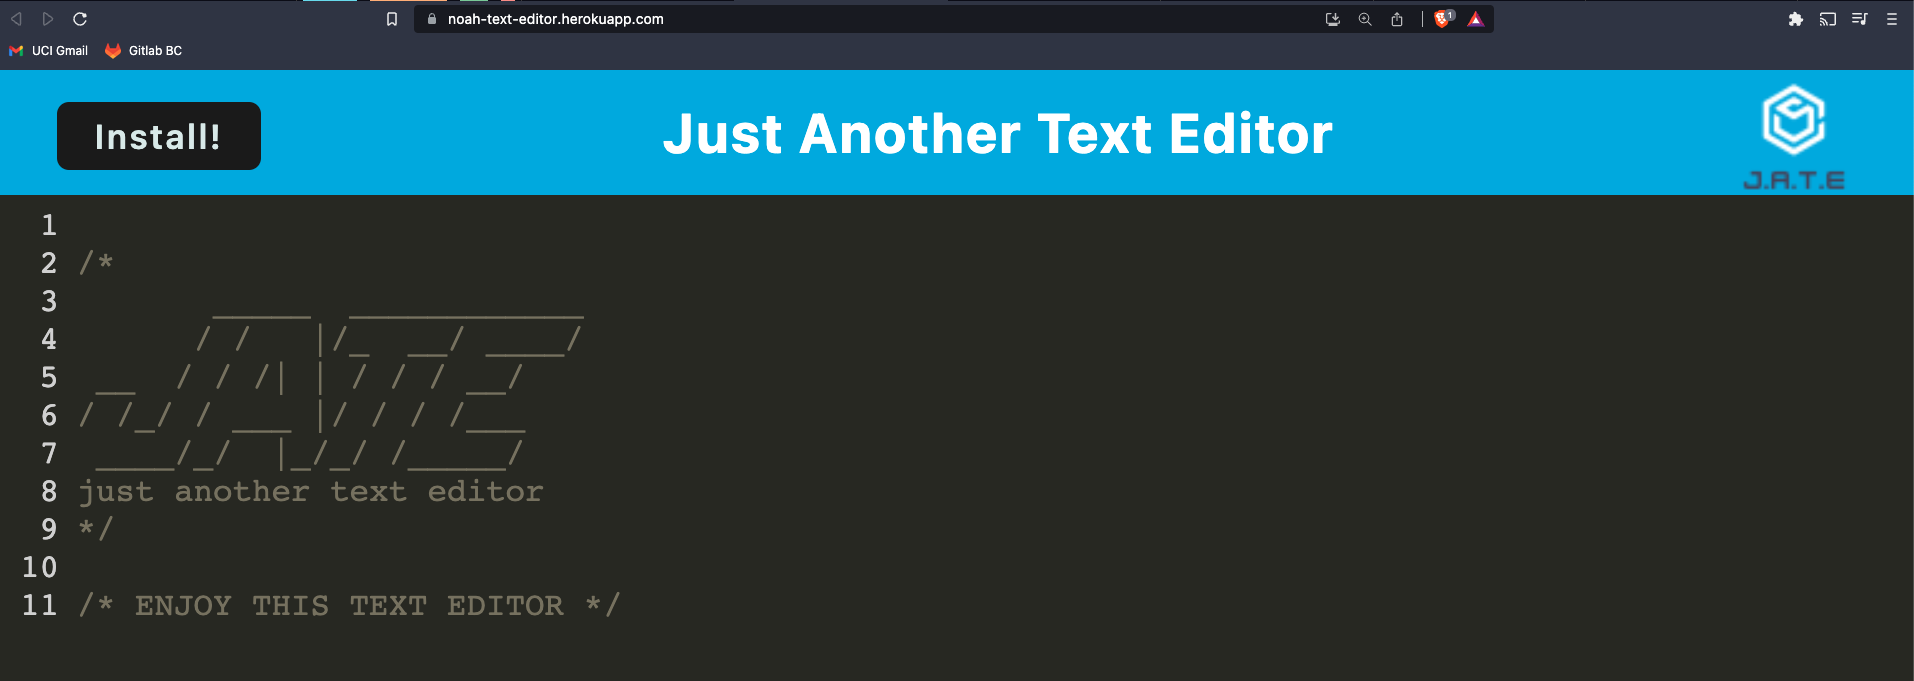 noah-text-editor.herokuapp.com
1
UCI Gmail
Gitlab BC
Install!
Just Another Text Editor
J.A.T.E
1
2 /*
3        _____  ____________
4       / /    |/_  __/ ____/
5  __  / / /| | / / / __/
6 / /_/ / ___ |/ / / /___
7  ____/_/  |_/_/ /_____/
8 just another text editor
9 */
10
11 /* ENJOY THIS TEXT EDITOR */